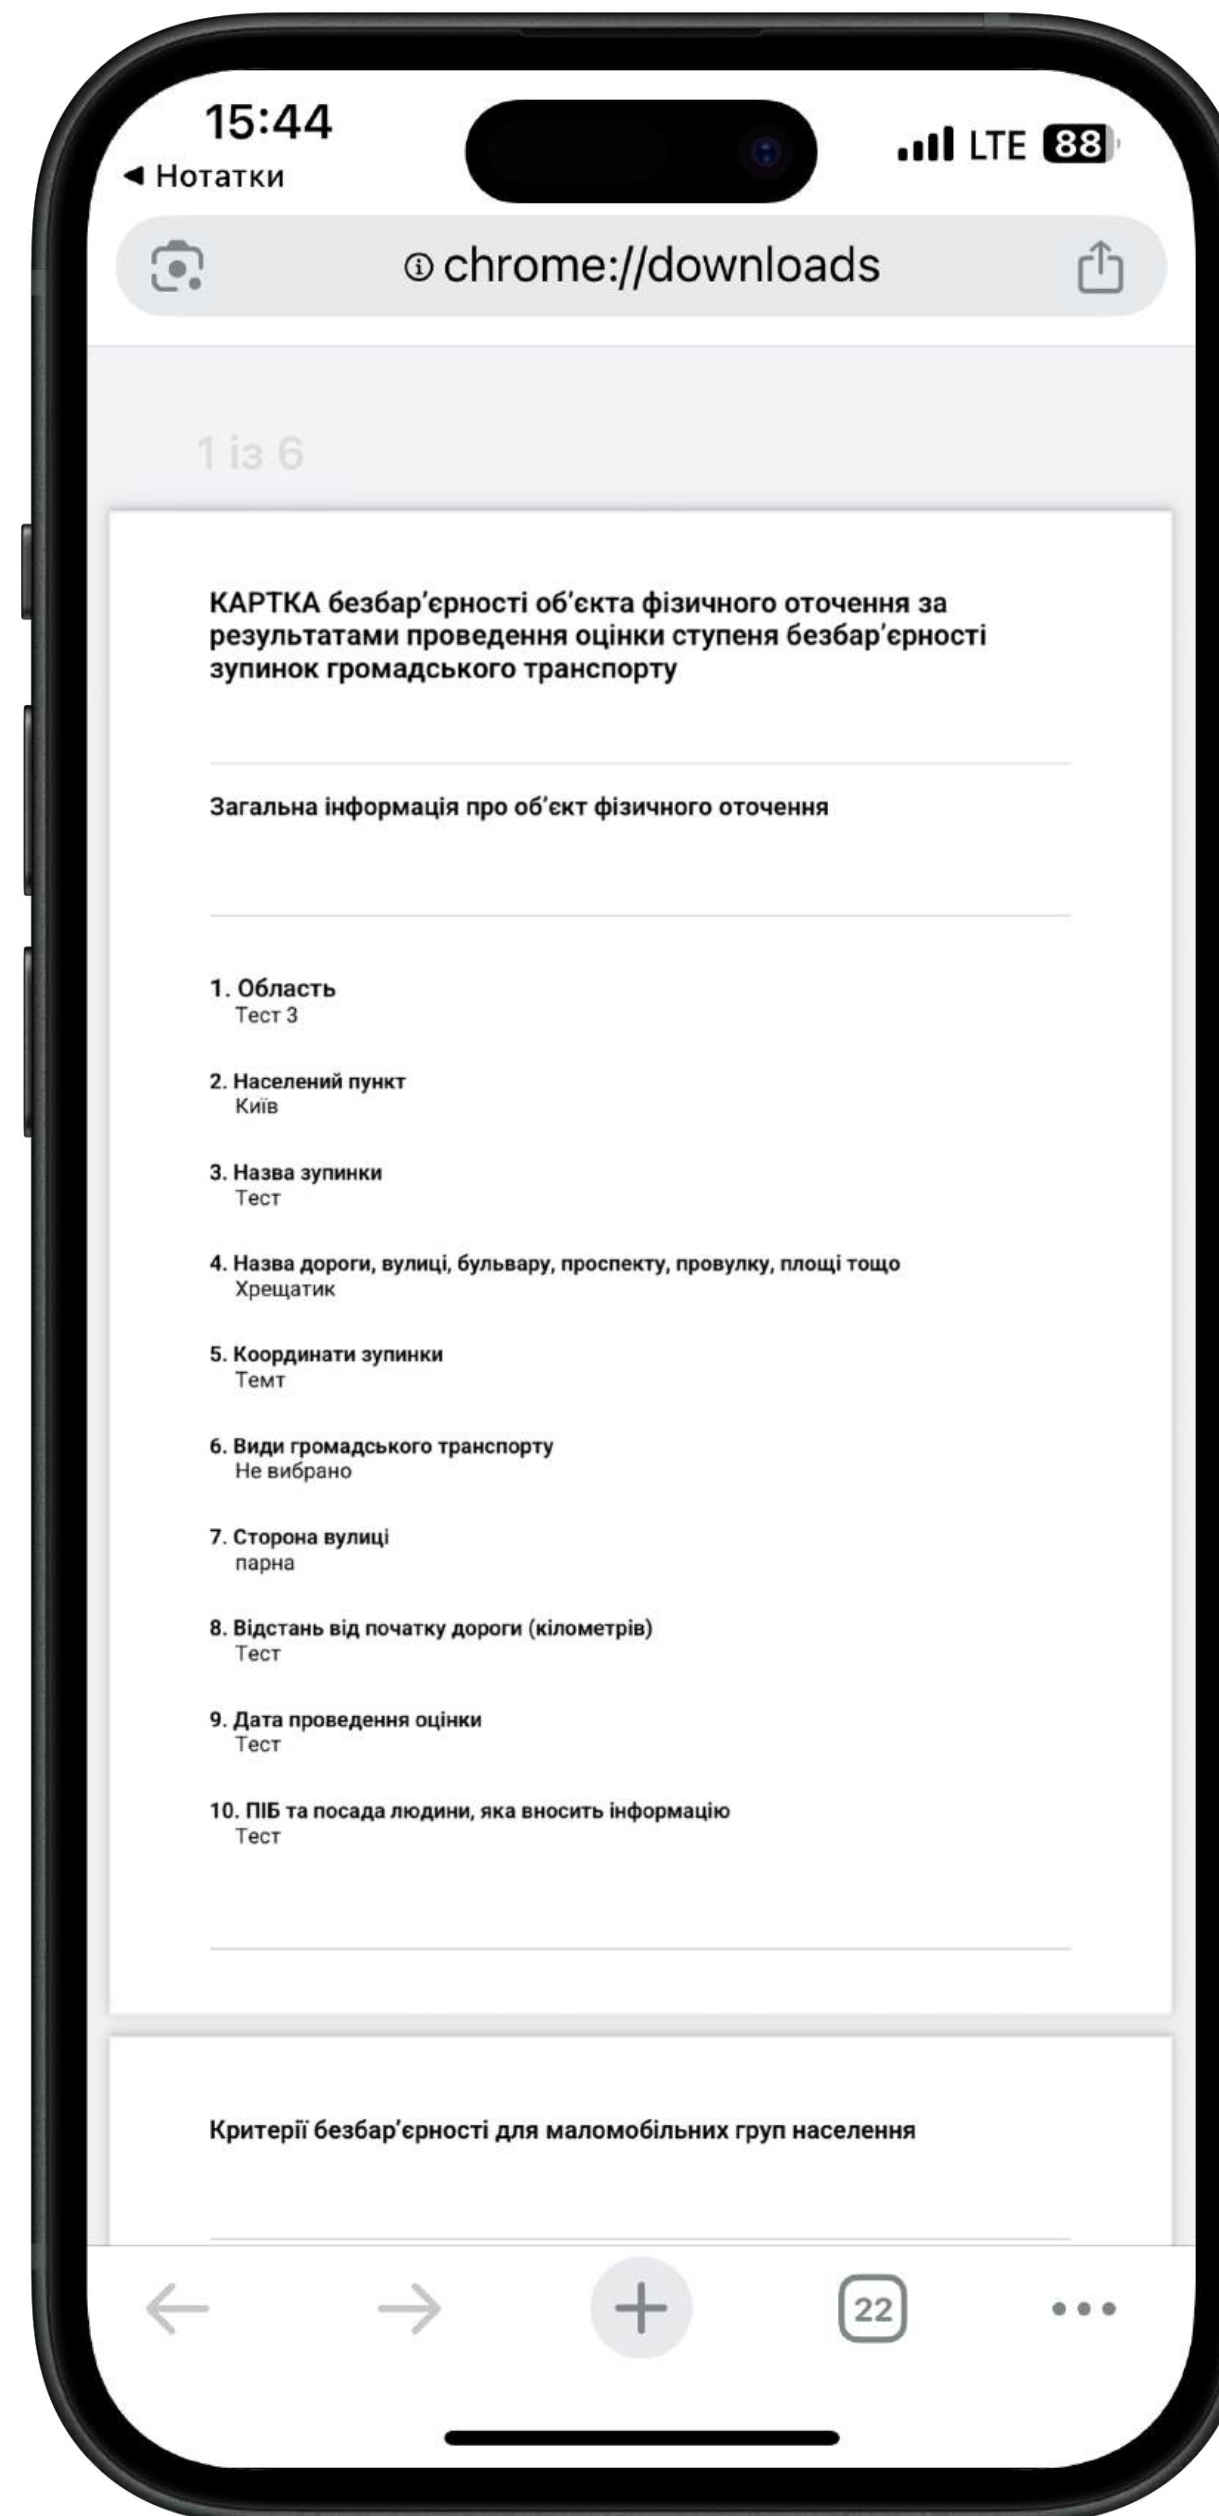 15:44
◀ Нотатки
LTE 88
chrome://downloads
1 із 6
КАРТКА безбар’єрності об’єкта фізичного оточення за
результатами проведення оцінки ступеня безбар’єрності
зупинок громадського транспорту
Загальна інформація про об’єкт фізичного оточення
1. Область
Тест 3
2. Населений пункт
Київ
3. Назва зупинки
Тест
4. Назва дороги, вулиці, бульвару, проспекту, провулку, площі тощо
Хрещатик
5. Координати зупинки
Темт
6. Види громадського транспорту
Не вибрано
7. Сторона вулиці
парна
8. Відстань від початку дороги (кілометрів)
Тест
9. Дата проведення оцінки
Тест
10. ПІБ та посада людини, яка вносить інформацію
Тест
Критерії безбар’єрності для маломобільних груп населення
22